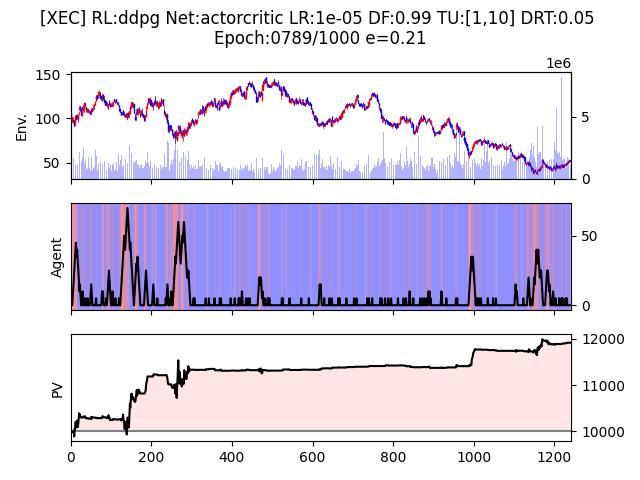 [XEC] RL:ddpg Net:actorcritic LR:1e-05 DF:0.99 TU:[1,10] DRT:0.05
Epoch:0789/1000 e=0.21
1e6
150
100
50
Env.
5
0
Agent
50
0
PV
12000
11000
10000
0
200
400
600
800
1000
1200